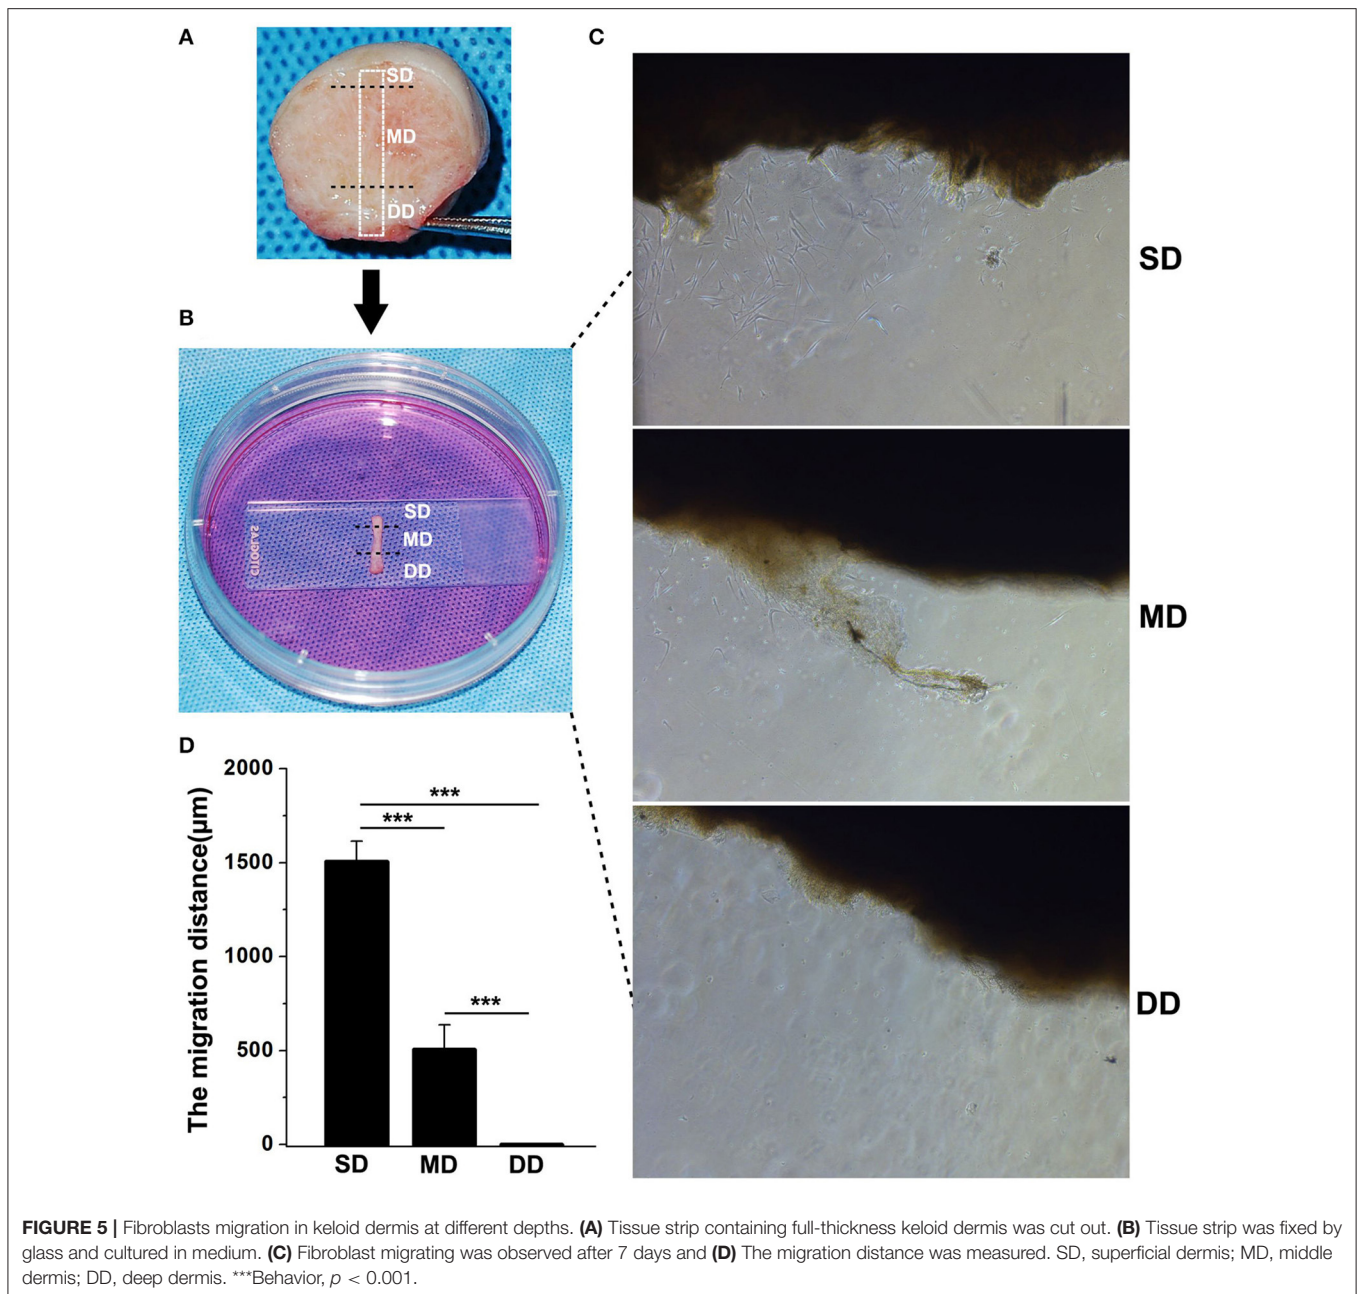 A
SD
MD
DD
B
SD
MD
DD
C
SD
MD
DD
D
The migration distance(μm)
2000
1500
1000
500
0
***
***
***
SD MD DD
FIGURE 5 | Fibroblasts migration in keloid dermis at different depths. (A) Tissue strip containing full-thickness keloid dermis was cut out. (B) Tissue strip was fixed by
glass and cultured in medium. (C) Fibroblast migrating was observed after 7 days and (D) The migration distance was measured. SD, superficial dermis; MD, middle
dermis; DD, deep dermis. ***Behavior, p < 0.001.